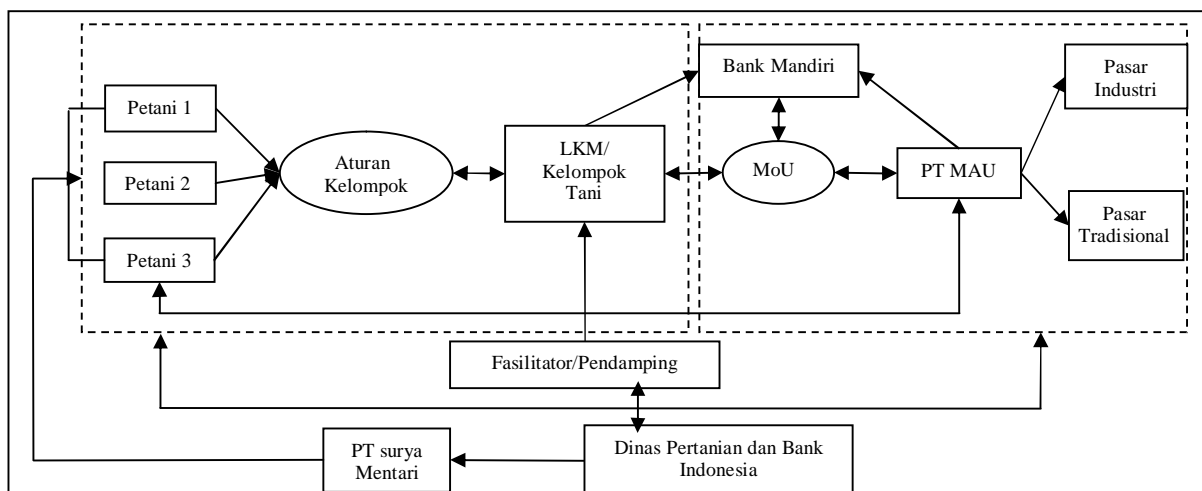 Petani 1
Petani 2
Petani 3
Aturan
Kelompok
LKM/
Kelompok
Tani
Bank Mandiri
MoU
PT MAU
Pasar
Industri
Pasar
Tradisional
Fasilitator/Pendamping
PT surya
Mentari
Dinas Pertanian dan Bank
Indonesia